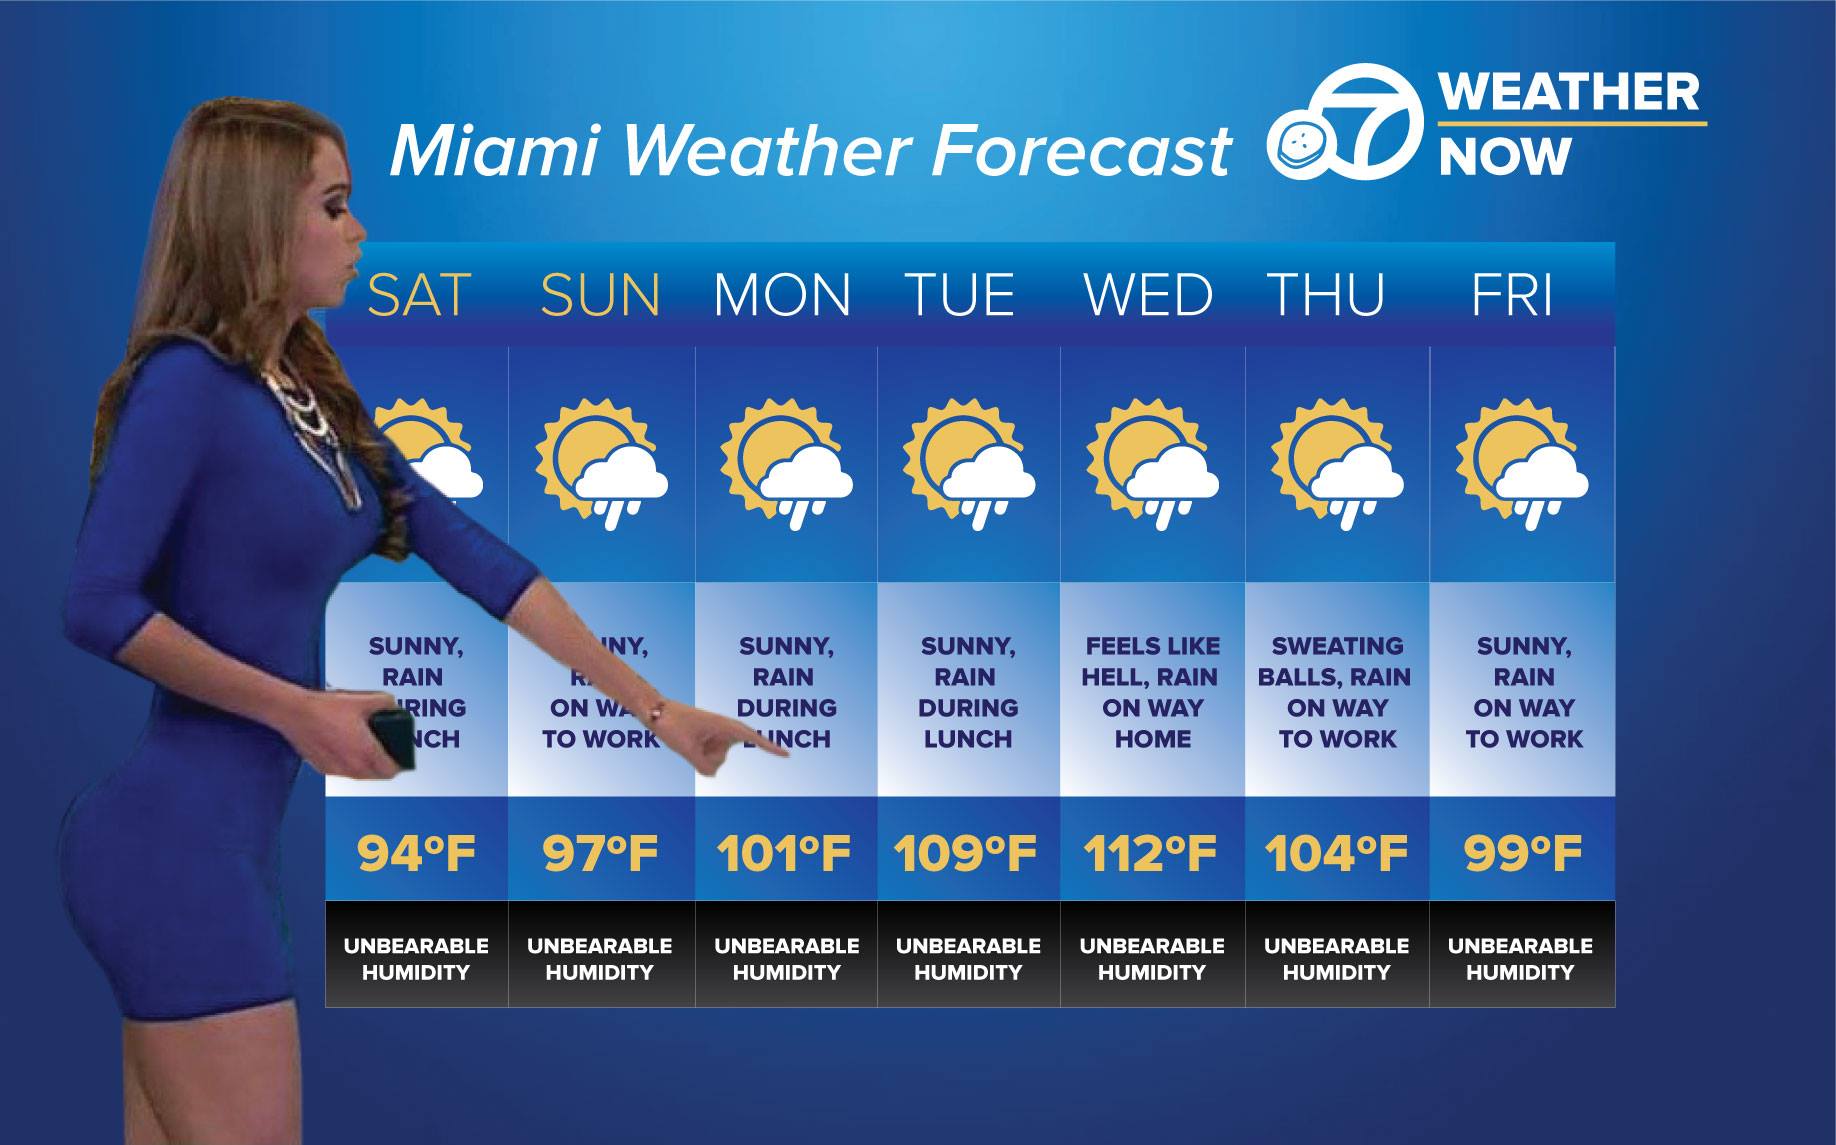 Miami Weather Forecast
7 WEATHER
NOW
SAT SUN MON TUE WED THU FRI
SUNNY,
RAIN
LUNCH
ON
TO WORK
SUNNY,
RAIN
DURING
LUNCH
SUNNY,
RAIN
DURING
LUNCH
FEELS LIKE
HELL, RAIN
ON WAY
HOME
SWEATING
BALLS, RAIN
ON WAY
TO WORK
SUNNY,
RAIN
ON WAY
TO WORK
94°F 97°F 101°F 109°F 112°F 104°F 99°F
UNBEARABLE
HUMIDITY
UNBEARABLE
HUMIDITY
UNBEARABLE
HUMIDITY
UNBEARABLE
HUMIDITY
UNBEARABLE
HUMIDITY
UNBEARABLE
HUMIDITY
UNBEARABLE
HUMIDITY